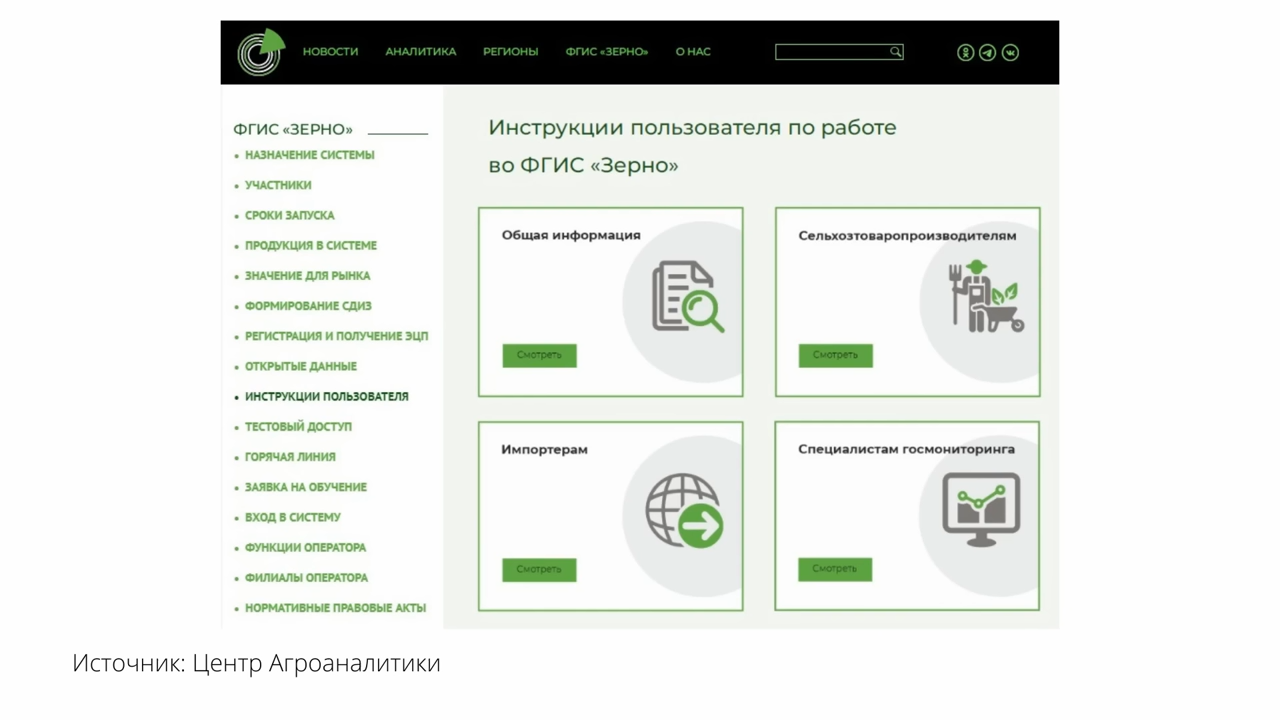 НОВОСТИ АНАЛИТИКА РЕГИОНЫ ФГИС «ЗЕРНО» О НАС
ФГИС «ЗЕРНО»
НАЗНАЧЕНИЕ СИСТЕМЫ
УЧАСТНИКИ
СРОКИ ЗАПУСКА
ПРОДУКЦИЯ В СИСТЕМЕ
ЗНАЧЕНИЕ ДЛЯ РЫНКА
ФОРМИРОВАНИЕ СДИЗ
РЕГИСТРАЦИЯ И ПОЛУЧЕНИЕ ЭЦП
ОТКРЫТЫЕ ДАННЫЕ
ИНСТРУКЦИИ ПОЛЬЗОВАТЕЛЯ
ТЕСТОВЫЙ ДОСТУП
ГОРЯЧАЯ ЛИНИЯ
ЗАЯВКА НА ОБУЧЕНИЕ
ВХОД В СИСТЕМУ
ФУНКЦИИ ОПЕРАТОРА
ФИЛИАЛЫ ОПЕРАТОРА
НОРМАТИВНЫЕ ПРАВОВЫЕ АКТЫ
Инструкции пользователя по работе
во ФГИС «Зерно»
Общая информация
Смотреть
Сельхозтоваропроизводителям
Смотреть
Импортерам
Смотреть
Специалистам госмониторинга
Смотреть
Источник: Центр Агроаналитики